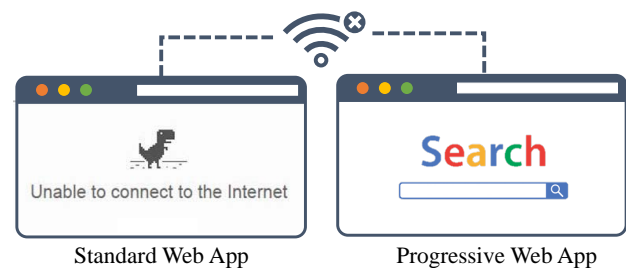 Unable to connect to the Internet
Search
Standard Web App
Progressive Web App